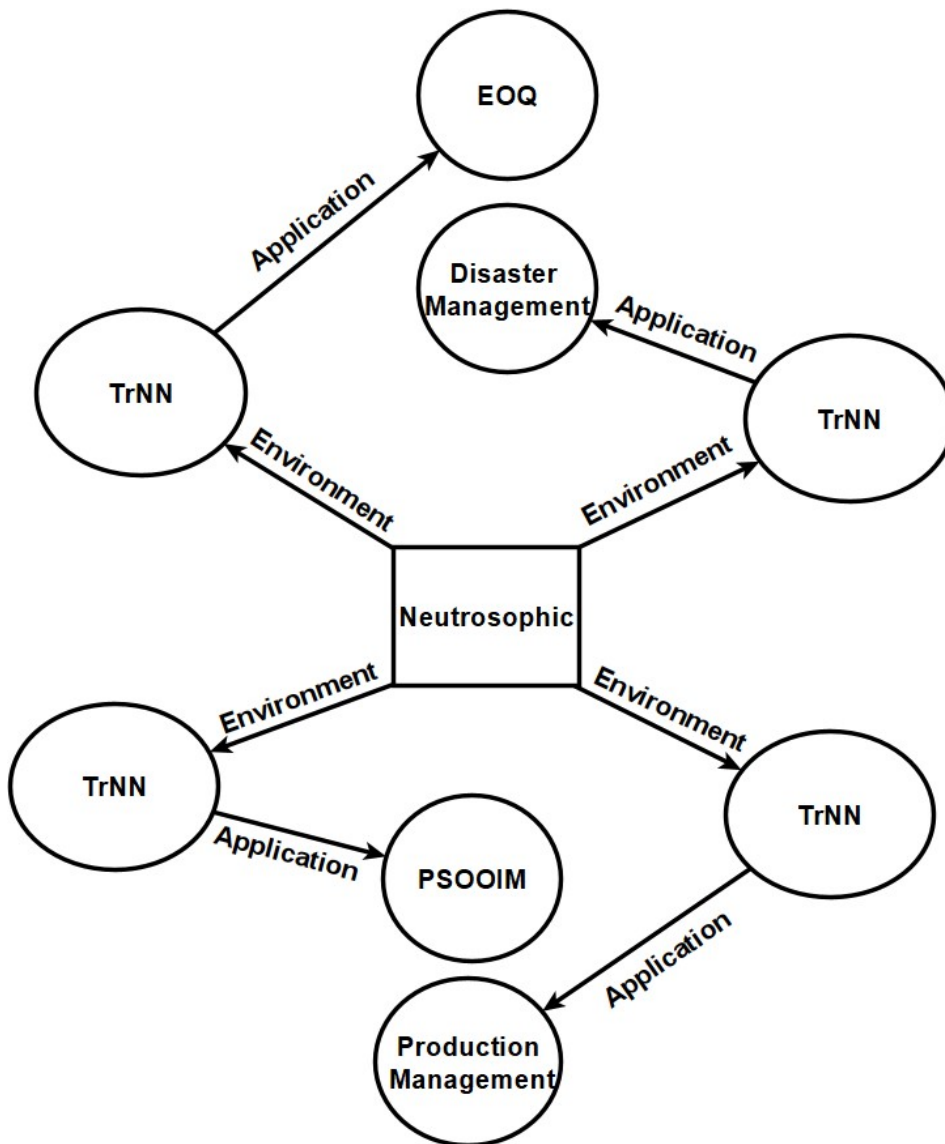 EOQ
Application
Disaster
Management
Application
TrNN
TrNN
Environment
Environment
Neutrosophic
Environment
Environment
TrNN
TrNN
Application
PSOOIM
Application
Production
Management